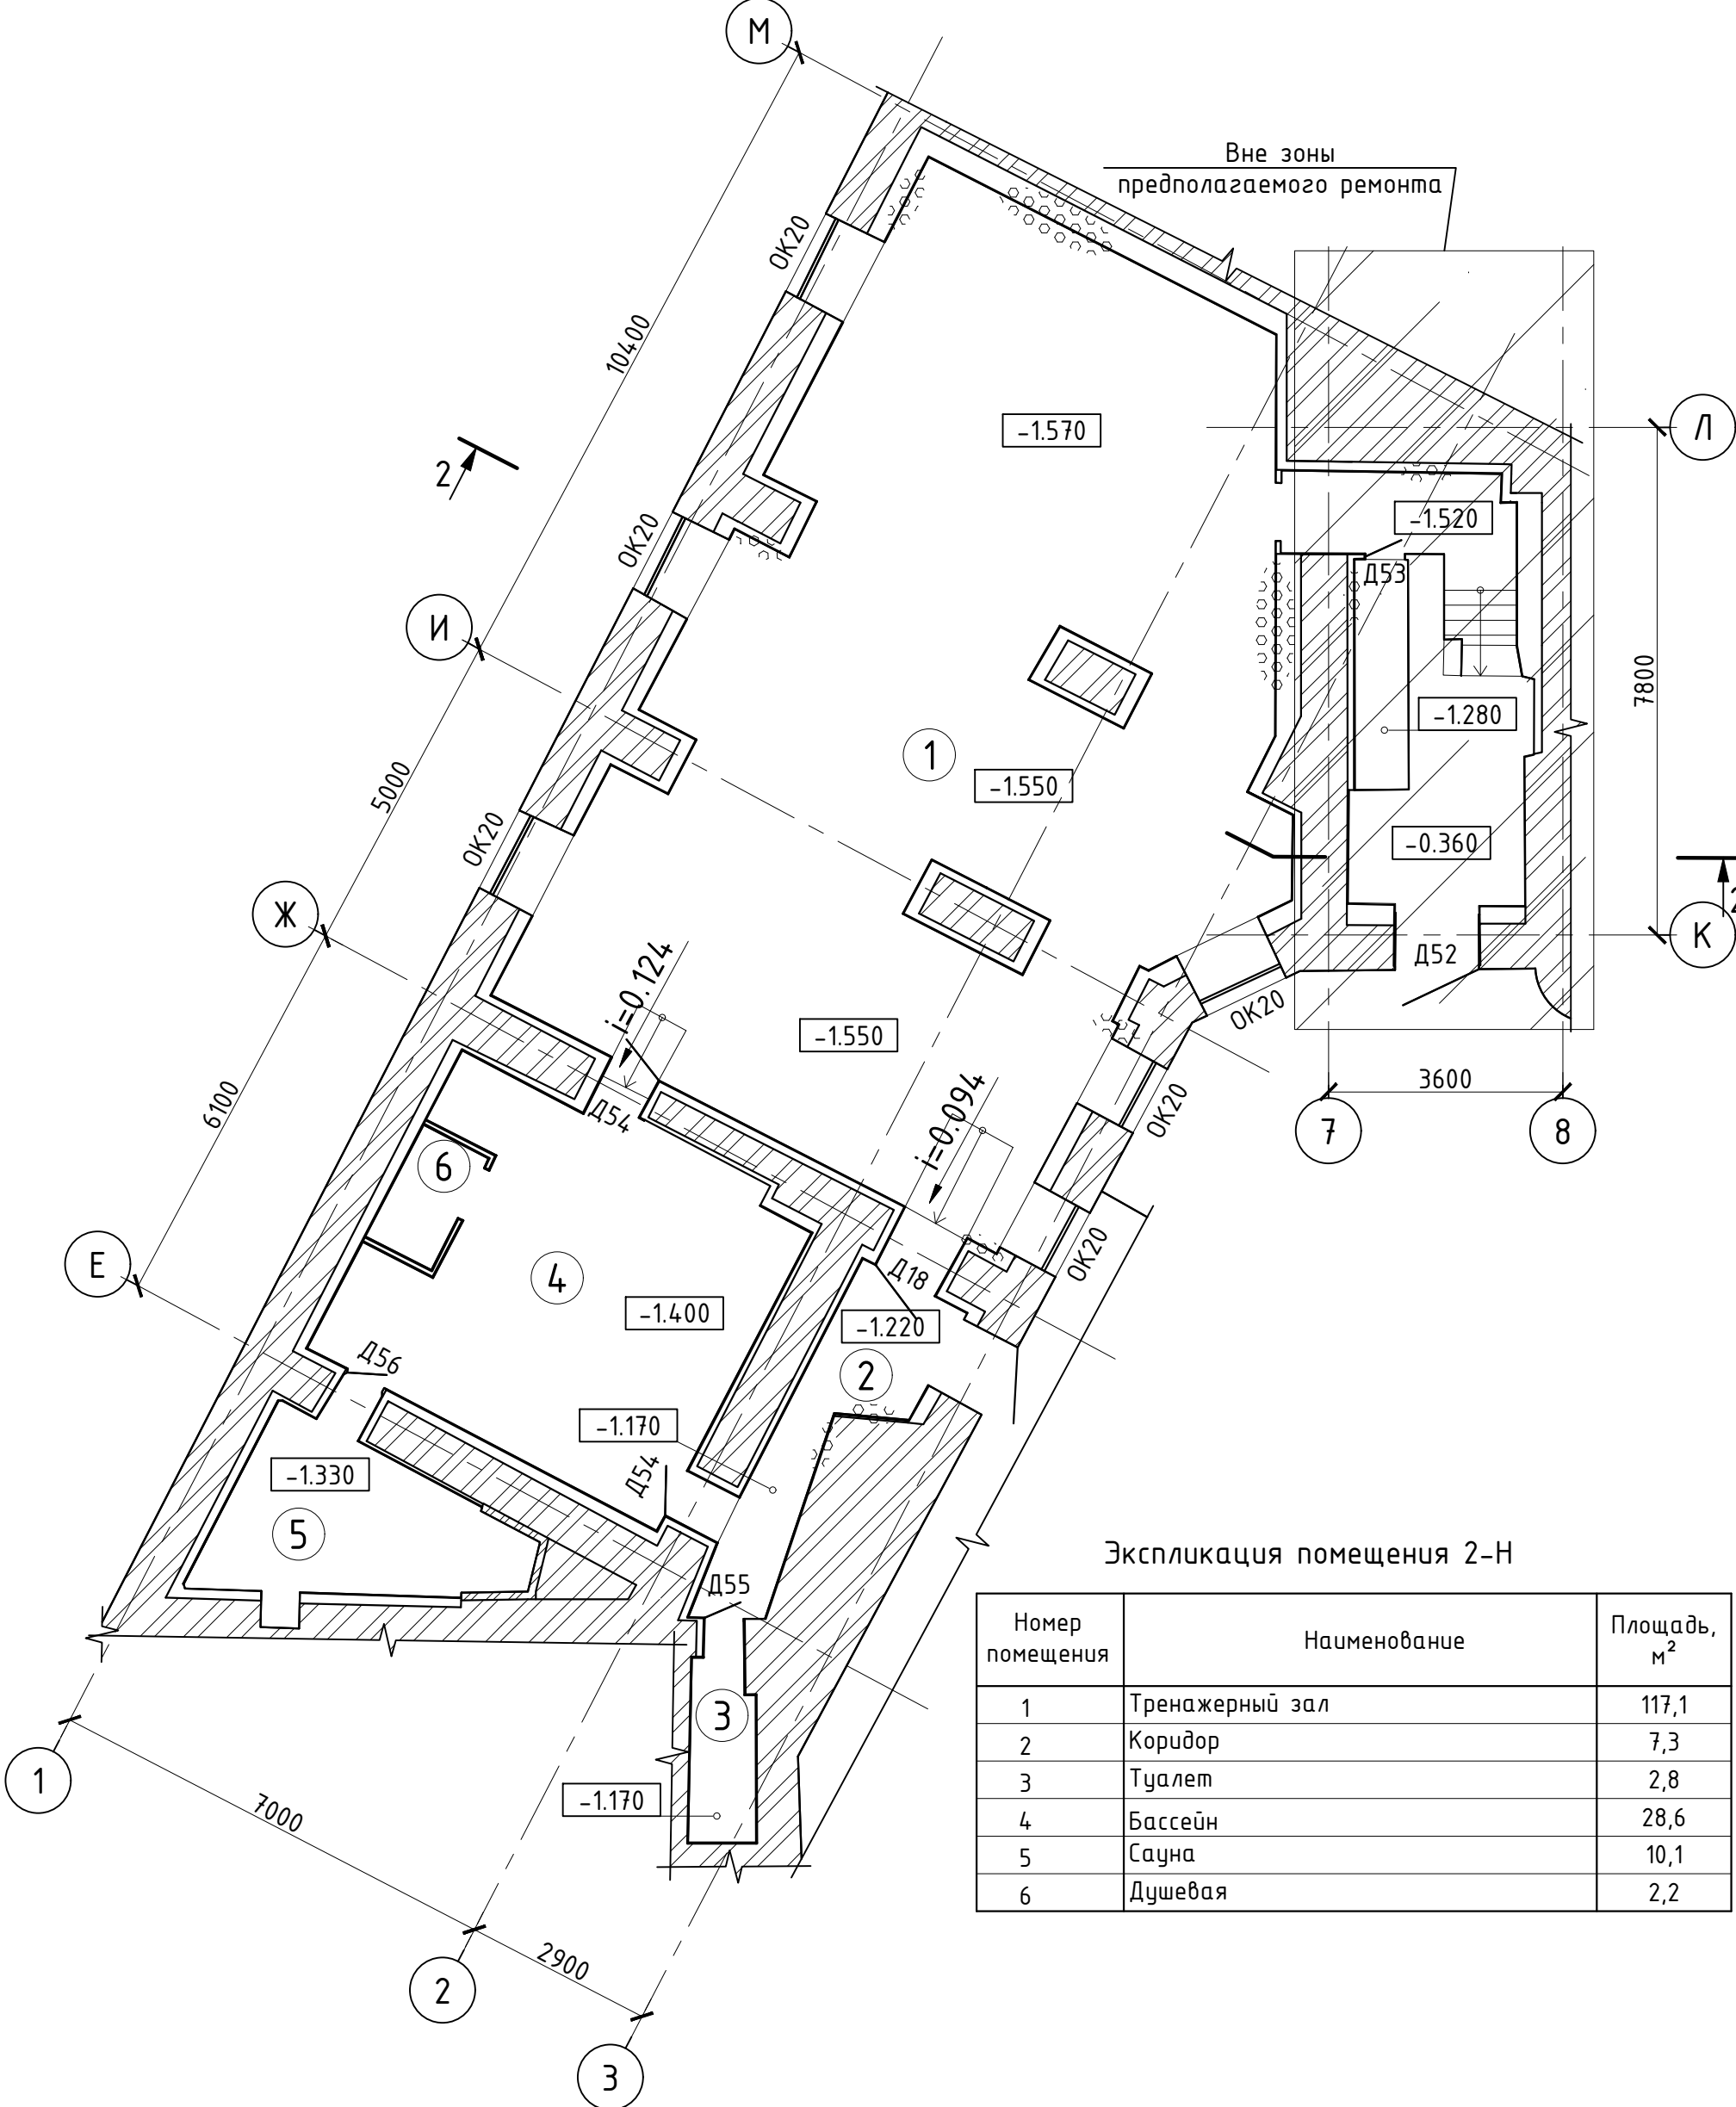 М
Вне зоны
предполагаемого ремонта
ОК20
10400
-1.570
Л
2
-1.520
ОК20
Д53
И
7800
-1.280
1
5000
-1.550
ОК20
-0.360
2
Ж
К
Д52
i=0.124
ОК20
-1.550
3600
6100
Д54
i=0.094
ОК20
7
8
6
Е
ОК20
4
Д18
-1.400
-1.220
Д56
2
-1.170
Д54
-1.330
5
Д55
3
1
-1.170
7000
2
2900
3
Экспликация помещения 2-Н
Номер помещения Наименование Площадь, м²
1 Тренажерный зал 117,1
2 Коридор 7,3
3 Туалет 2,8
4 Бассейн 28,6
5 Сауна 10,1
6 Душевая 2,2